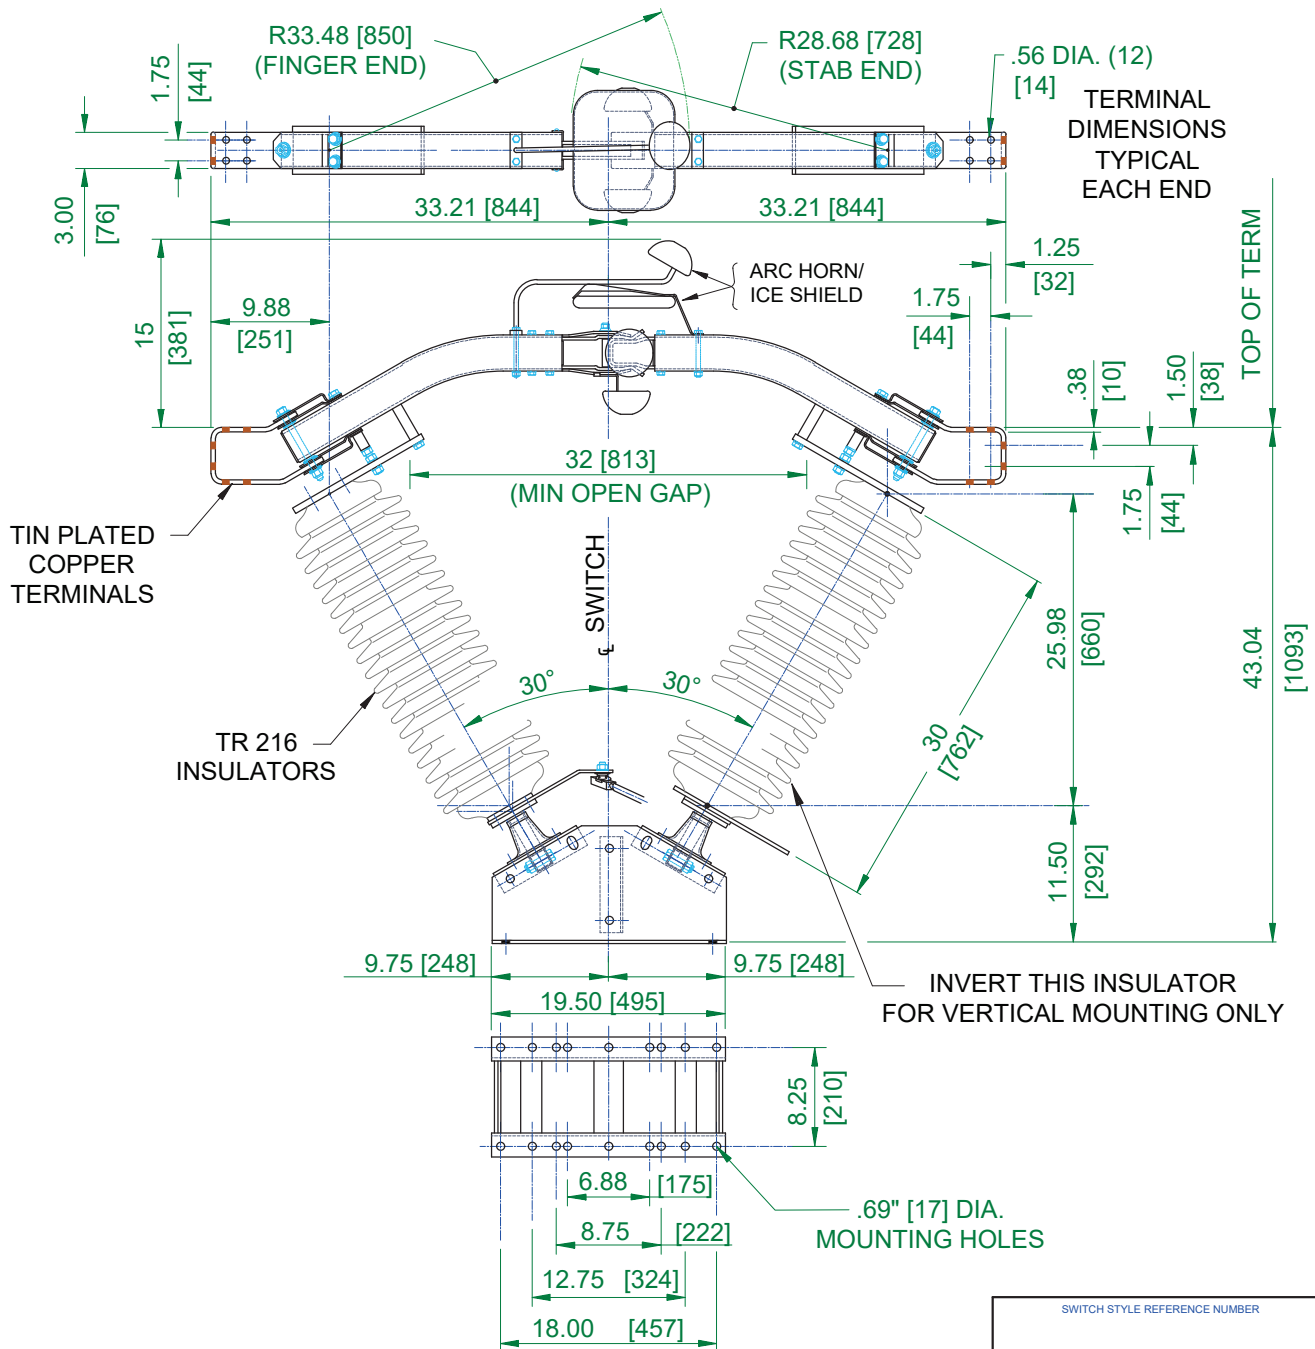 R33.48 [850]
(FINGER END)
R28.68 [728]
(STAB END)
.56 DIA. (12)
[14]
TERMINAL
DIMENSIONS
TYPICAL
EACH END
1.75
[44]
3.00
[76]
33.21 [844]
33.21 [844]
TOP OF TERM
15
[381]
9.88
[251]
ARC HORN/
ICE SHIELD
1.25
[32]
1.75
[44]
.38
[10]
1.50
[38]
32 [813]
(MIN OPEN GAP)
1.75
[44]
TIN PLATED
COPPER
TERMINALS
SWITCH
30°
30°
25.98
[660]
43.04
[1093]
30
[762]
TR 216
INSULATORS
11.50
[292]
9.75 [248]
9.75 [248]
19.50 [495]
INVERT THIS INSULATOR
FOR VERTICAL MOUNTING ONLY
8.25
[210]
6.88 [175]
8.75 [222]
12.75 [324]
18.00 [457]
.69" [17] DIA.
MOUNTING HOLES
SWITCH STYLE REFERENCE NUMBER